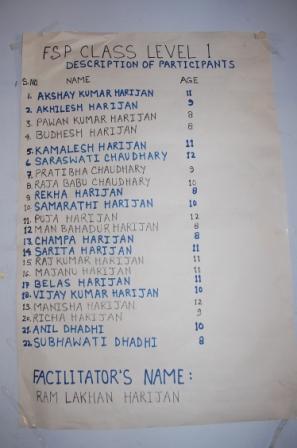 FSP CLASS LEVEL 1
DESCRIPTION OF PARTICIPANTS
S.NO NAME AGE
1. AKSHAY KUMAR HARIJAN 11
2. AKHILESH HARIJAN 9
3. PAWAN KUMAR HARIJAN 8
4. BUDHESH HARIJAN 8
5. KAMALESH HARIJAN 11
6 SARASWATI CHAUDHARY 12
7. PRATIBHA CHAUDHARY 9
8. RAJA BABU CHAUDHARY 10
9 REKHA HARIJAN 8
10. SAMARATHI HARIJAN 10
11. PUJA HARIJAN 12
12 MAN BAHADUR HARIJAN 8
13. CHAMPA HARIJAN 8
14. SARITA HARIJAN 11
15 RAJ KUMAR HARIJAN 11
16. MAJANU HARIJAN 11
17 BELAS HARIJAN 11
18. VIJAY KUMAR HARIJAN 10
19. MANISHA HARIJAN 12
20. RICHA HARIJAN 9
21. ANIL DHADHI 10
22. SUBHAWATI DHADHI 8
FACILITATOR'S NAME:
RAM LAKHAN HARIJAN